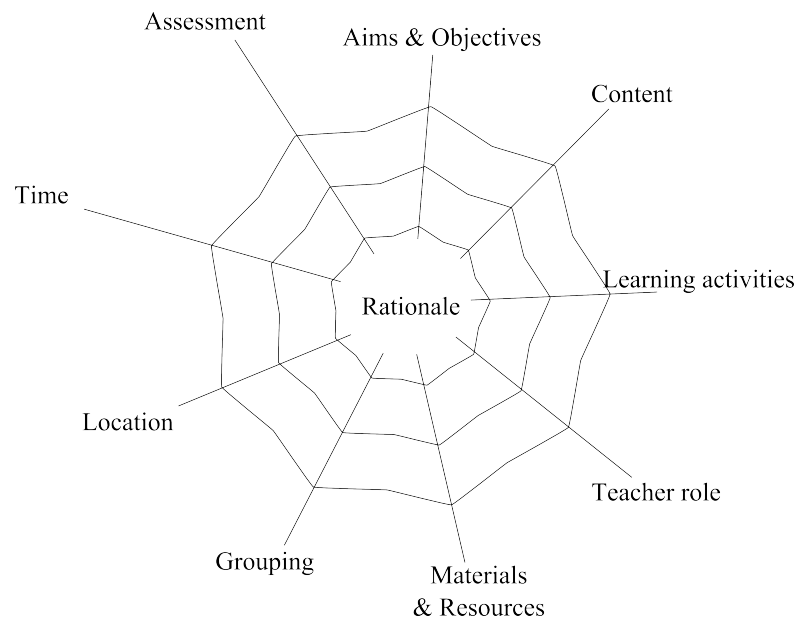 Assessment
Aims & Objectives
Content
Time
Learning activities
Rationale
Location
Teacher role
Grouping
Materials
& Resources